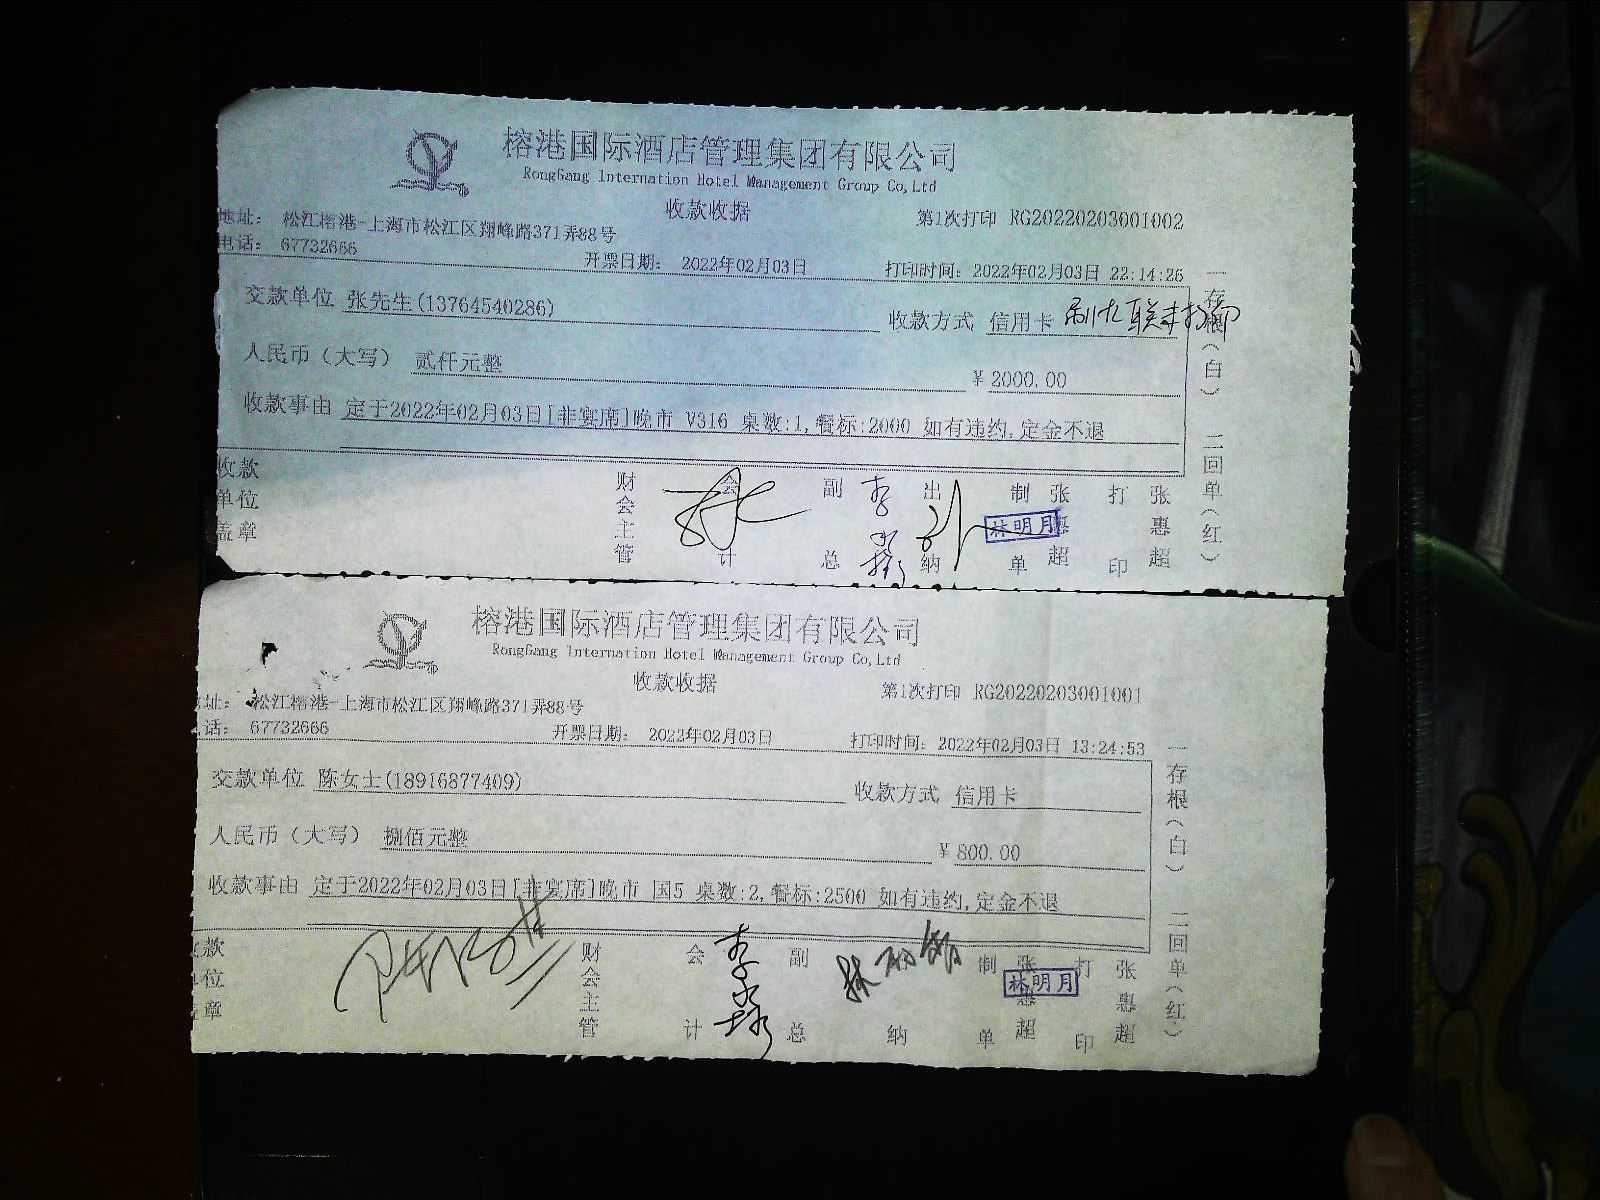 榕港国际酒店管理集团有限公司
RongGang Internation Hotel Management Group Co,Ltd
收款收据
第1次打印 RG20220203001002
地址： 松江榕港-上海市松江区翔峰路371弄88号
电话： 67732666
开票日期： 2022年02月03日
打印时间：2022年02月03日 22:14:26
交款单位 张先生(13764540286)
收款方式 信用卡
人民币（大写） 贰仟元整
¥ 2000.00
收款事由 定于2022年02月03日[非宴席]晚市 V316 桌数:1,餐标:2000 如有违约,定金不退
收款单位盖章
财会主管
会计
副总
出纳
制单 张惠超
林明月
打印 张惠超
一存根（白） 二回单（红）
榕港国际酒店管理集团有限公司
RongGang Internation Hotel Management Group Co,Ltd
收款收据
第1次打印 RG20220203001001
址： 松江榕港-上海市松江区翔峰路371弄88号
话： 67732666
开票日期： 2022年02月03日
打印时间：2022年02月03日 13:24:53
交款单位 陈女士(18916877409)
收款方式 信用卡
人民币（大写） 捌佰元整
¥ 800.00
收款事由 定于2022年02月03日[非宴席]晚市 国5 桌数:2,餐标:2500 如有违约,定金不退
款位章
财会主管
会计
副总
纳
制单 张惠超
林明月
打印 张惠超
一存根（白） 二回单（红）